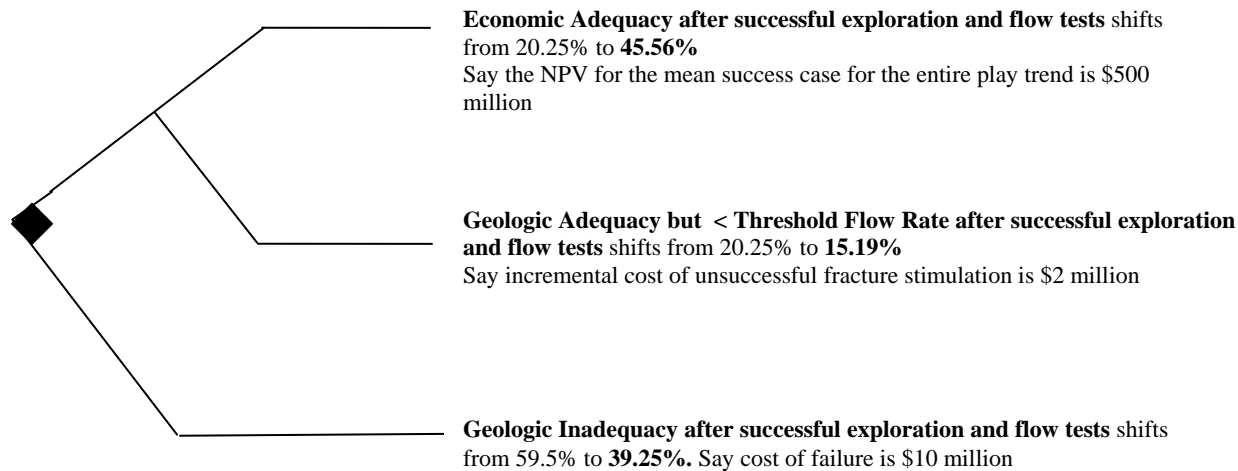 Economic Adequacy after successful exploration and flow tests shifts
from 20.25% to 45.56%
Say the NPV for the mean success case for the entire play trend is $500
million
Geologic Adequacy but < Threshold Flow Rate after successful exploration
and flow tests shifts from 20.25% to 15.19%
Say incremental cost of unsuccessful fracture stimulation is $2 million
Geologic Inadequacy after successful exploration and flow tests shifts
from 59.5% to 39.25%. Say cost of failure is $10 million